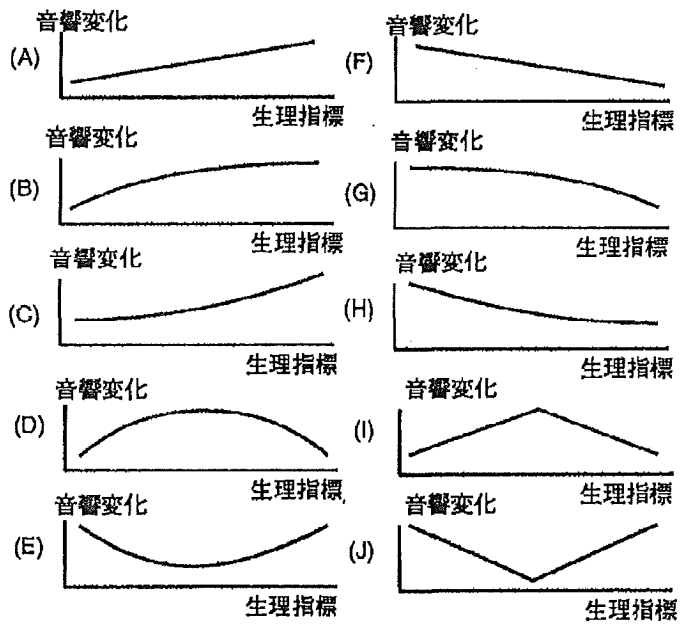 音響変化
(A)
生理指標
音響変化
(B)
生理指標
音響変化
(C)
生理指標
音響変化
(D)
生理指標
音響変化
(E)
生理指標
音響変化
(F)
生理指標
音響変化
(G)
生理指標
音響変化
(H)
生理指標
音響変化
(I)
生理指標
音響変化
(J)
生理指標